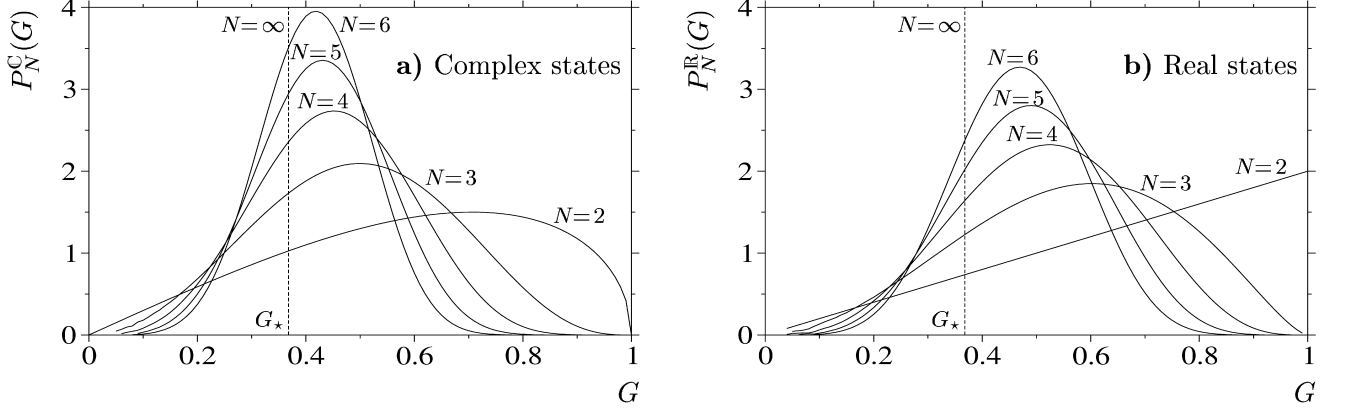 P_N^ℂ(G)
4
3
2
1
0
N=∞
N=6
N=5
N=4
N=3
N=2
a) Complex states
G⋆
0 0.2 0.4 0.6 0.8 1
G
P_N^ℝ(G)
4
3
2
1
0
N=∞
N=6
N=5
N=4
N=3
N=2
b) Real states
G⋆
0 0.2 0.4 0.6 0.8 1
G